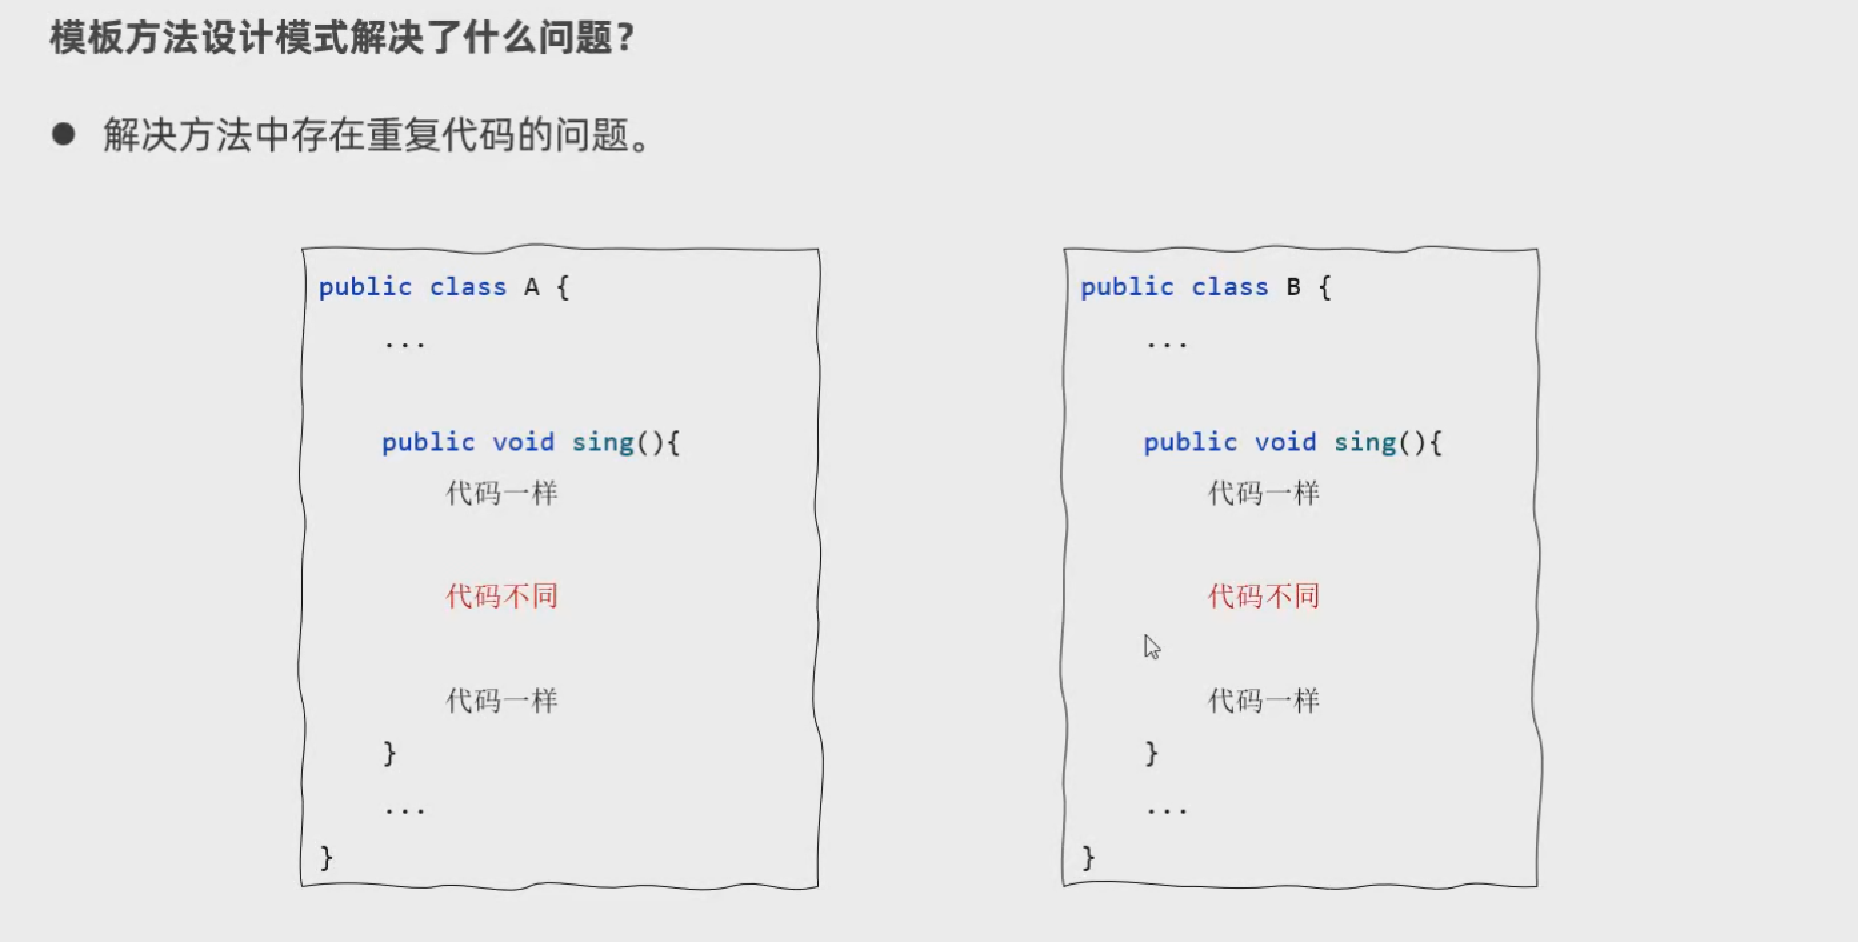 模板方法设计模式解决了什么问题？
● 解决方法中存在重复代码的问题。
public class A {
...
public void sing(){
代码一样
代码不同
代码一样
}
...
}
public class B {
...
public void sing(){
代码一样
代码不同
代码一样
}
...
}